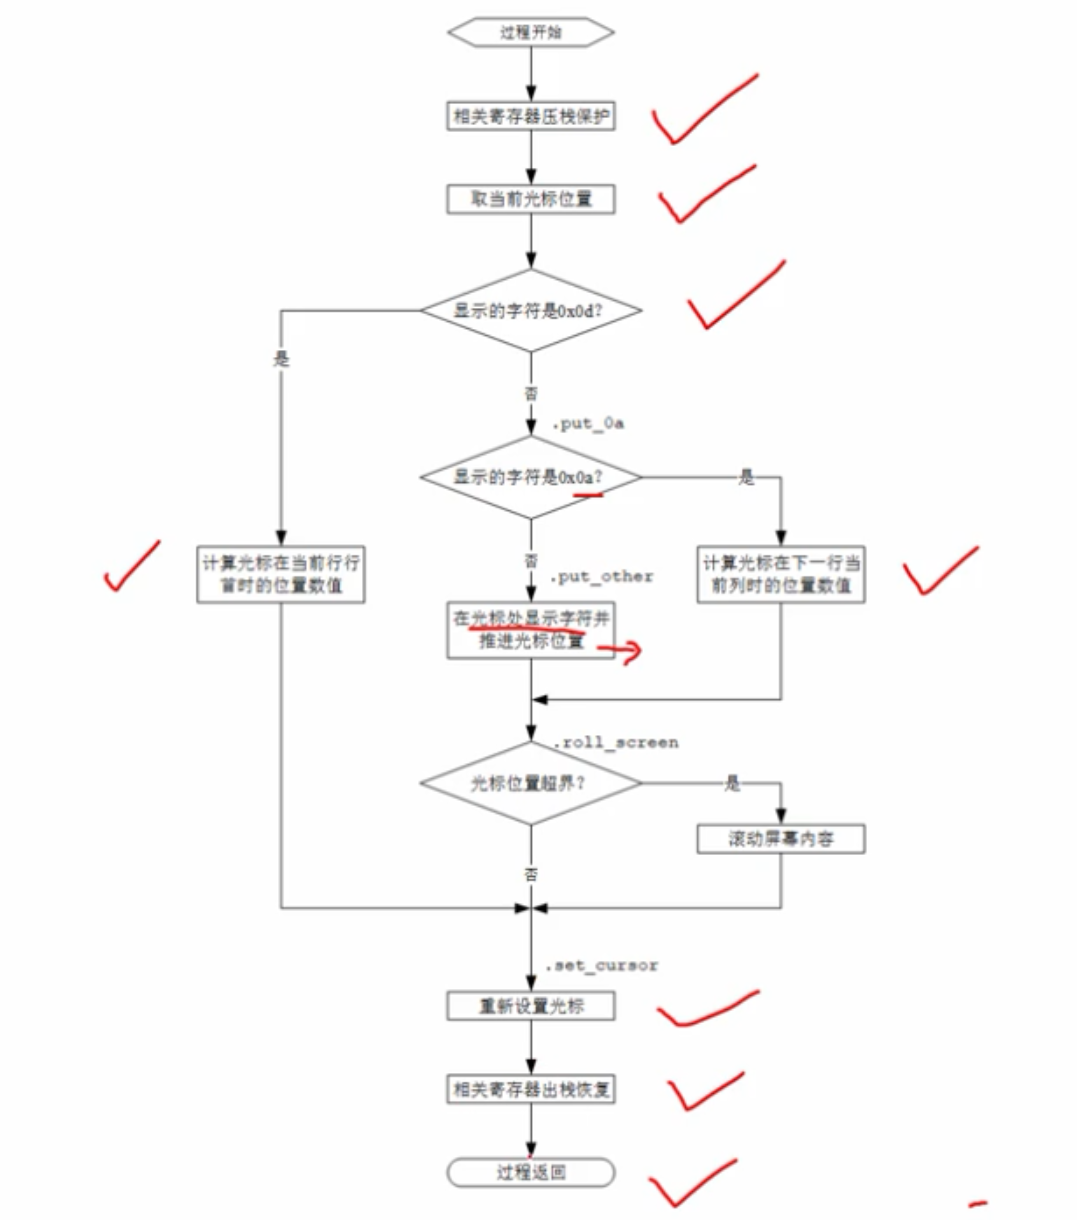 过程开始
相关寄存器压栈保护
取当前光标位置
显示的字符是0x0d?
是
否
.put_0a
显示的字符是0x0a?
是
计算光标在当前行行
首时的位置数值
否
.put_other
在光标处显示字符并
推进光标位置
计算光标在下一行当
前列时的位置数值
.roll_screen
光标位置超界?
是
滚动屏幕内容
否
.set_cursor
重新设置光标
相关寄存器出栈恢复
过程返回